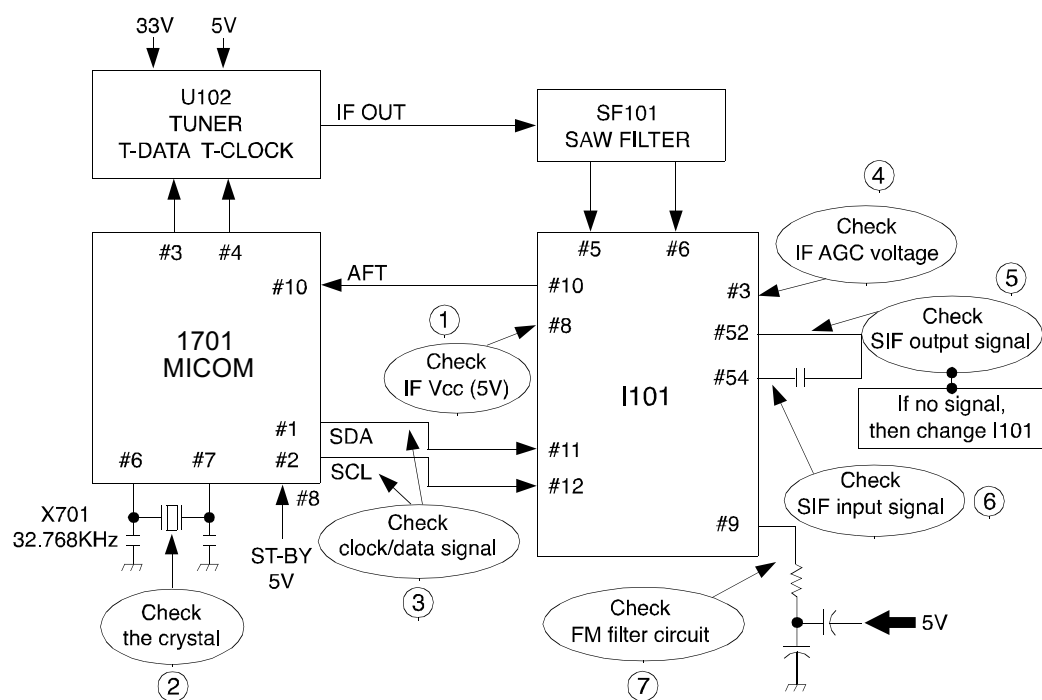 33V 5V
U102
TUNER
T-DATA T-CLOCK
IF OUT
SF101
SAW FILTER
4
Check
IF AGC voltage
#3 #4
#10
AFT
#5 #6
#10
#3
1701
MICOM
1
#8
Check
IF Vcc (5V)
#52
5
Check
SIF output signal
#54
I101
If no signal,
then change I101
#1
SDA
#11
#6 #7 #2
SCL
#12
#8
X701
32.768KHz
ST-BY
5V
Check
clock/data signal
3
Check
SIF input signal
6
#9
Check
the crystal
2
Check
FM filter circuit
7
5V